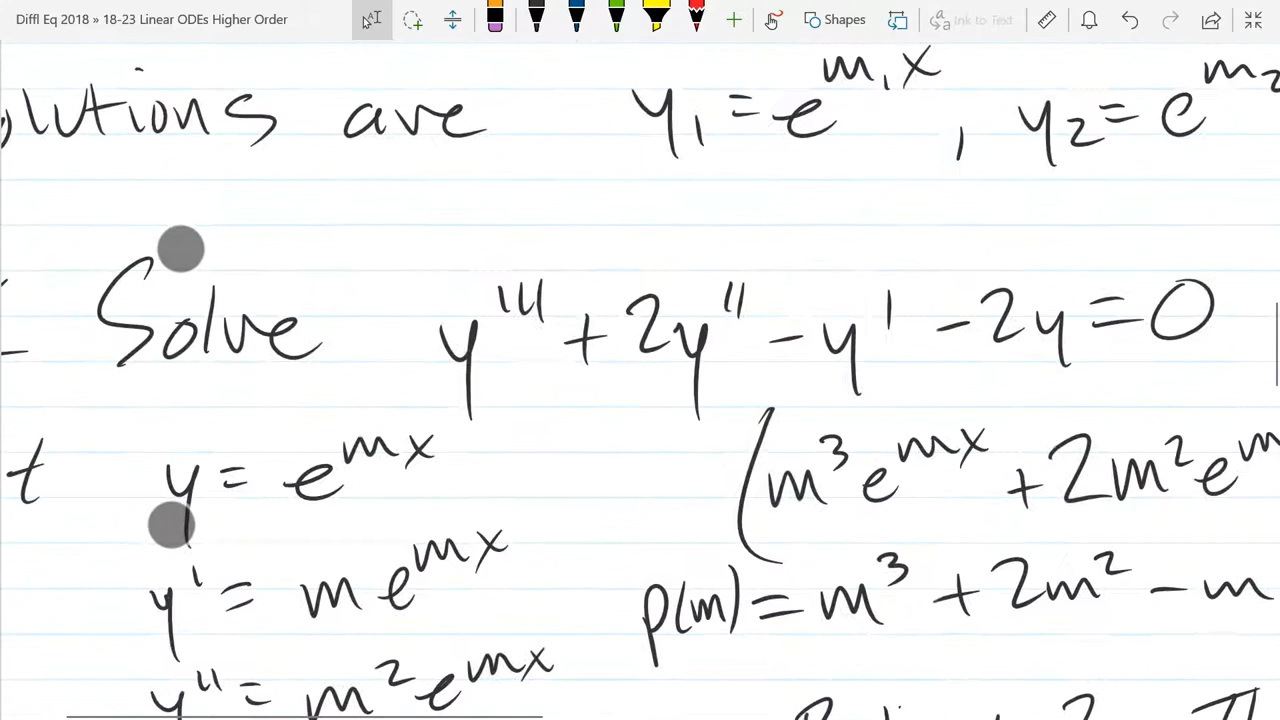 Diffl Eq 2018 » 18-23 Linear ODEs Higher Order
Shapes
Ink to Text
olutions are y₁ = e^{m₁x}, y₂ = e^{m₂
Solve y''' + 2y'' - y' - 2y = 0
t y = e^{mx} (m³e^{mx} + 2m²e^{m
y' = me^{mx} p(m) = m³ + 2m² - m
y'' = m²e^{mx}